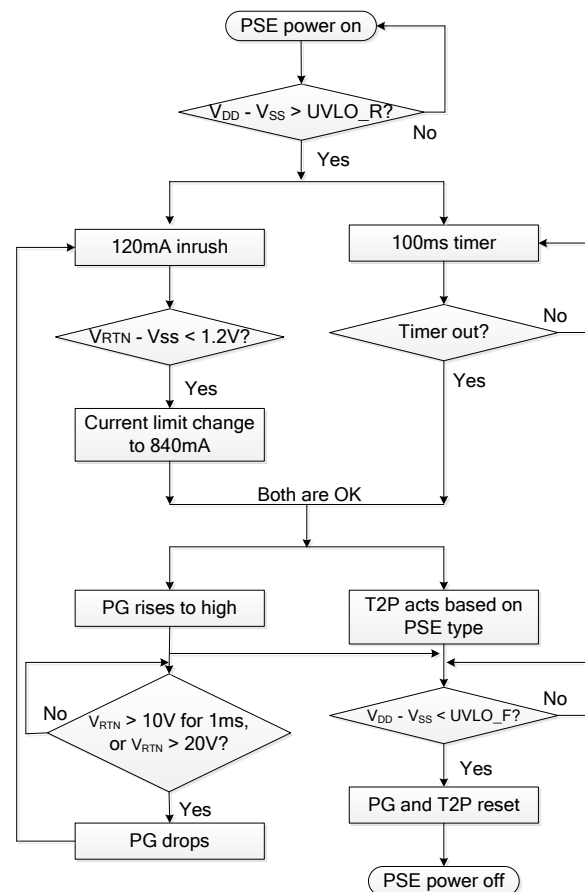 PSE power on
VDD - VSS > UVLO_R?
No
Yes
120mA inrush
100ms timer
VRTN - VSS < 1.2V?
Timer out?
No
Yes
Yes
Current limit change
to 840mA
Both are OK
PG rises to high
T2P acts based on
PSE type
No
VRTN > 10V for 1ms,
or VRTN > 20V?
VDD - VSS < UVLO_F?
No
Yes
Yes
PG drops
PG and T2P reset
PSE power off